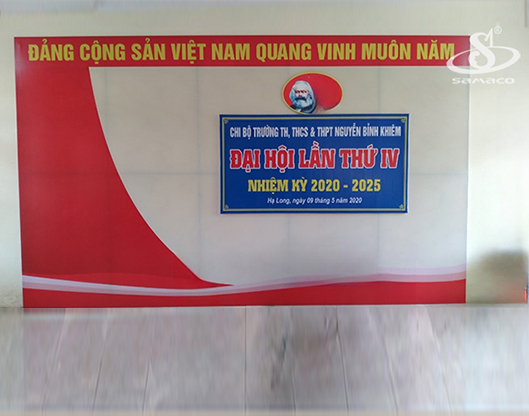 ĐẢNG CỘNG SẢN VIỆT NAM QUANG VINH MUÔN NĂM
SAMACO
CHI BỘ TRƯỜNG TH, THCS & THPT NGUYỄN BỈNH KHIÊM
ĐẠI HỘI LẦN THỨ IV
NHIỆM KỲ 2020 - 2025
Hạ Long, ngày 09 tháng 5 năm 2020